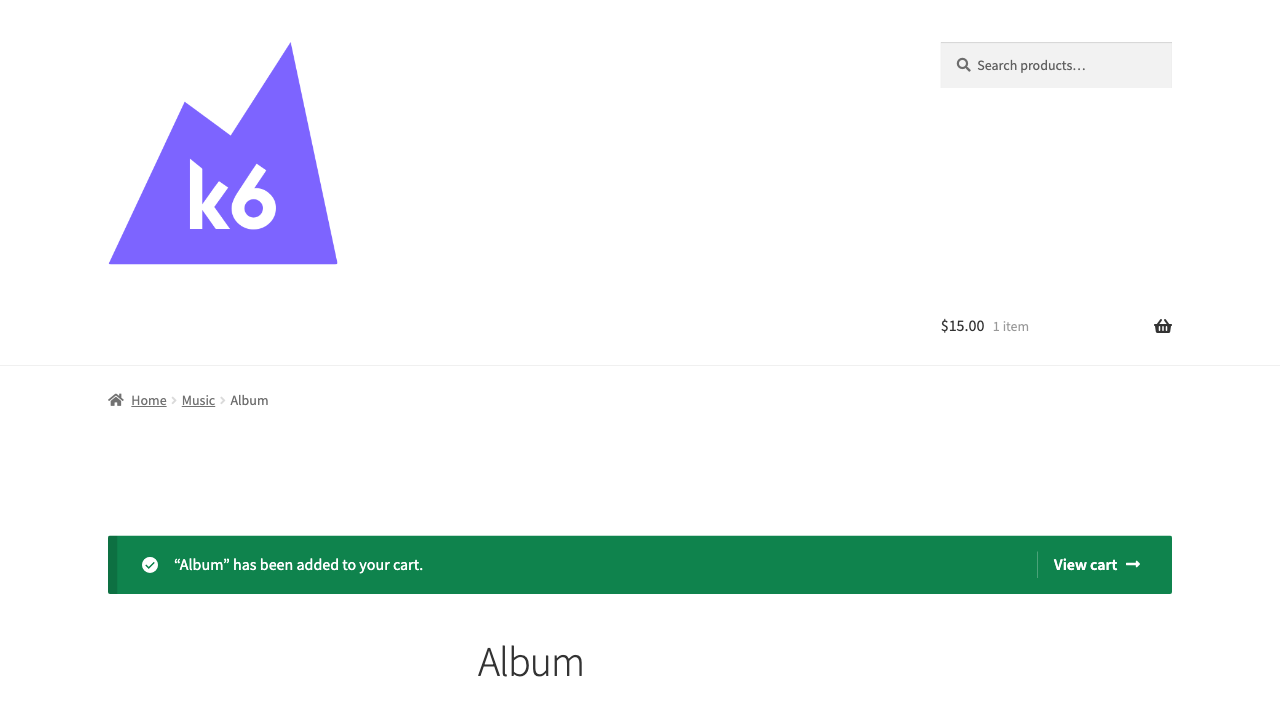 k6
Search products…
$15.00 1 item
Home Music Album
“Album” has been added to your cart.
View cart
Album